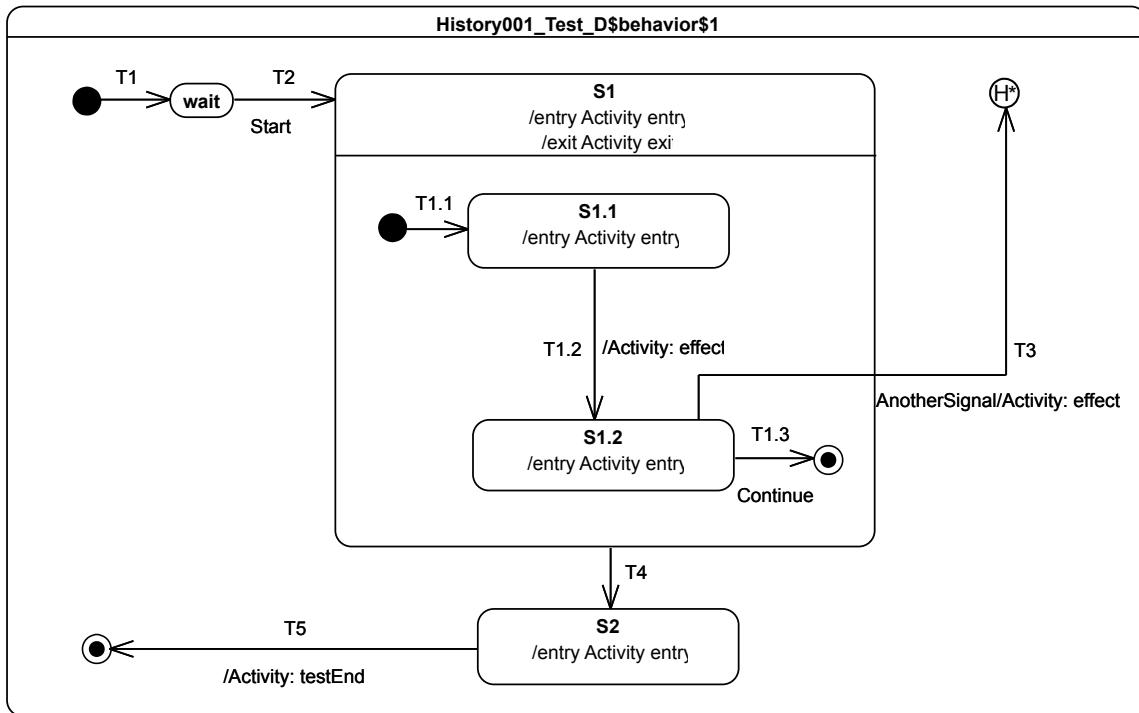 History001_Test_D$behavior$1
T1
T2
wait
Start
S1
/entry Activity entry
/exit Activity exi
H*
T1.1
S1.1
/entry Activity entry
T1.2
/Activity: effect
T3
AnotherSignal/Activity: effect
S1.2
/entry Activity entry
T1.3
Continue
T4
S2
/entry Activity entry
T5
/Activity: testEnd